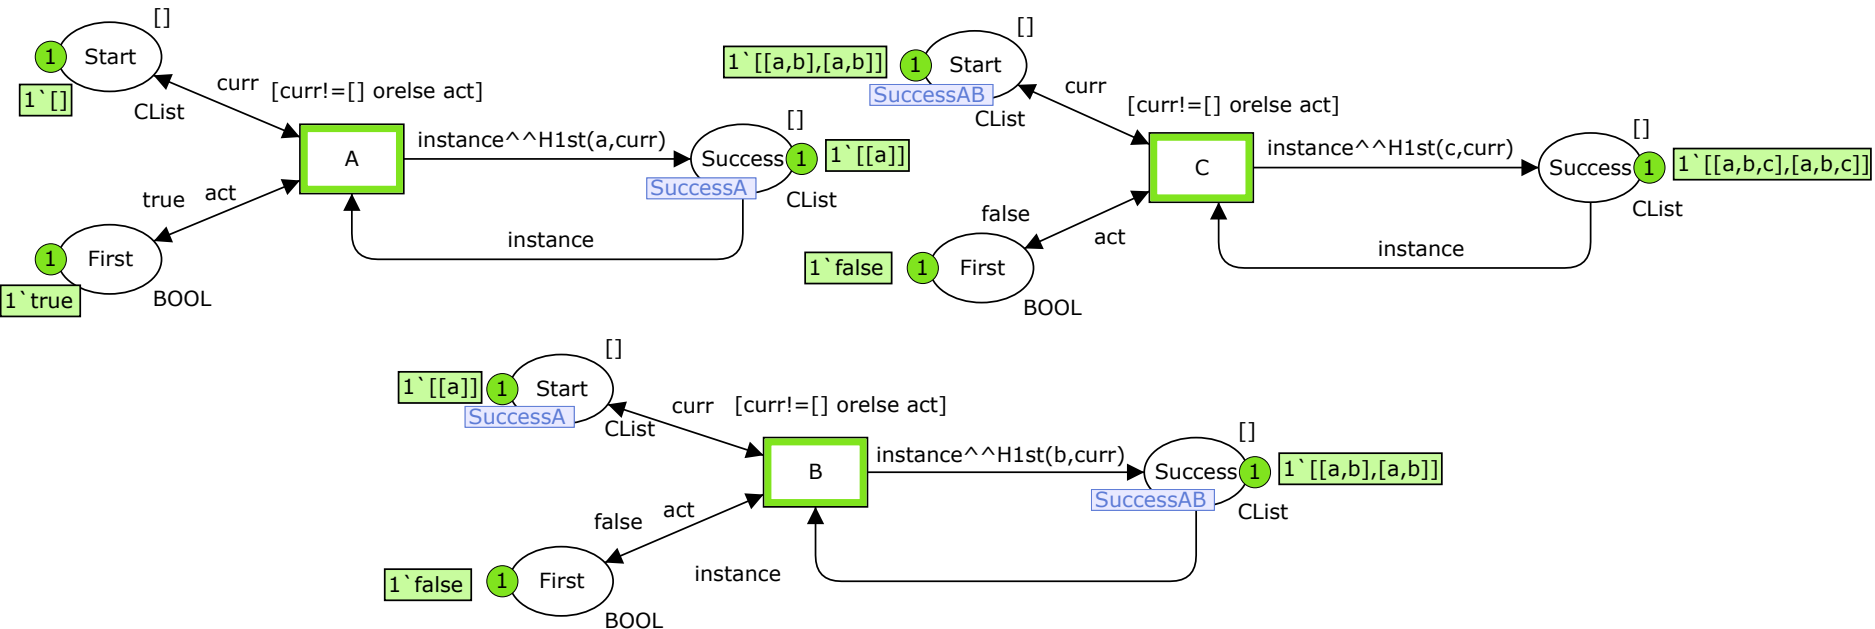 []
1 Start
1`[]
CList
curr [curr!=[] orelse act]
A
instance^^H1st(a,curr)
[]
Success 1 1`[[a]]
SuccessA
CList
true act
1 First
1`true
BOOL
instance
[]
1`[[a,b],[a,b]] 1 Start
SuccessAB
CList
curr [curr!=[] orelse act]
C
instance^^H1st(c,curr)
[]
Success 1 1`[[a,b,c],[a,b,c]]
CList
false act
1`false 1 First
BOOL
instance
[]
1`[[a]] 1 Start
SuccessA
CList
curr [curr!=[] orelse act]
B
instance^^H1st(b,curr)
[]
Success 1 1`[[a,b],[a,b]]
SuccessAB
CList
false act
1`false 1 First
BOOL
instance